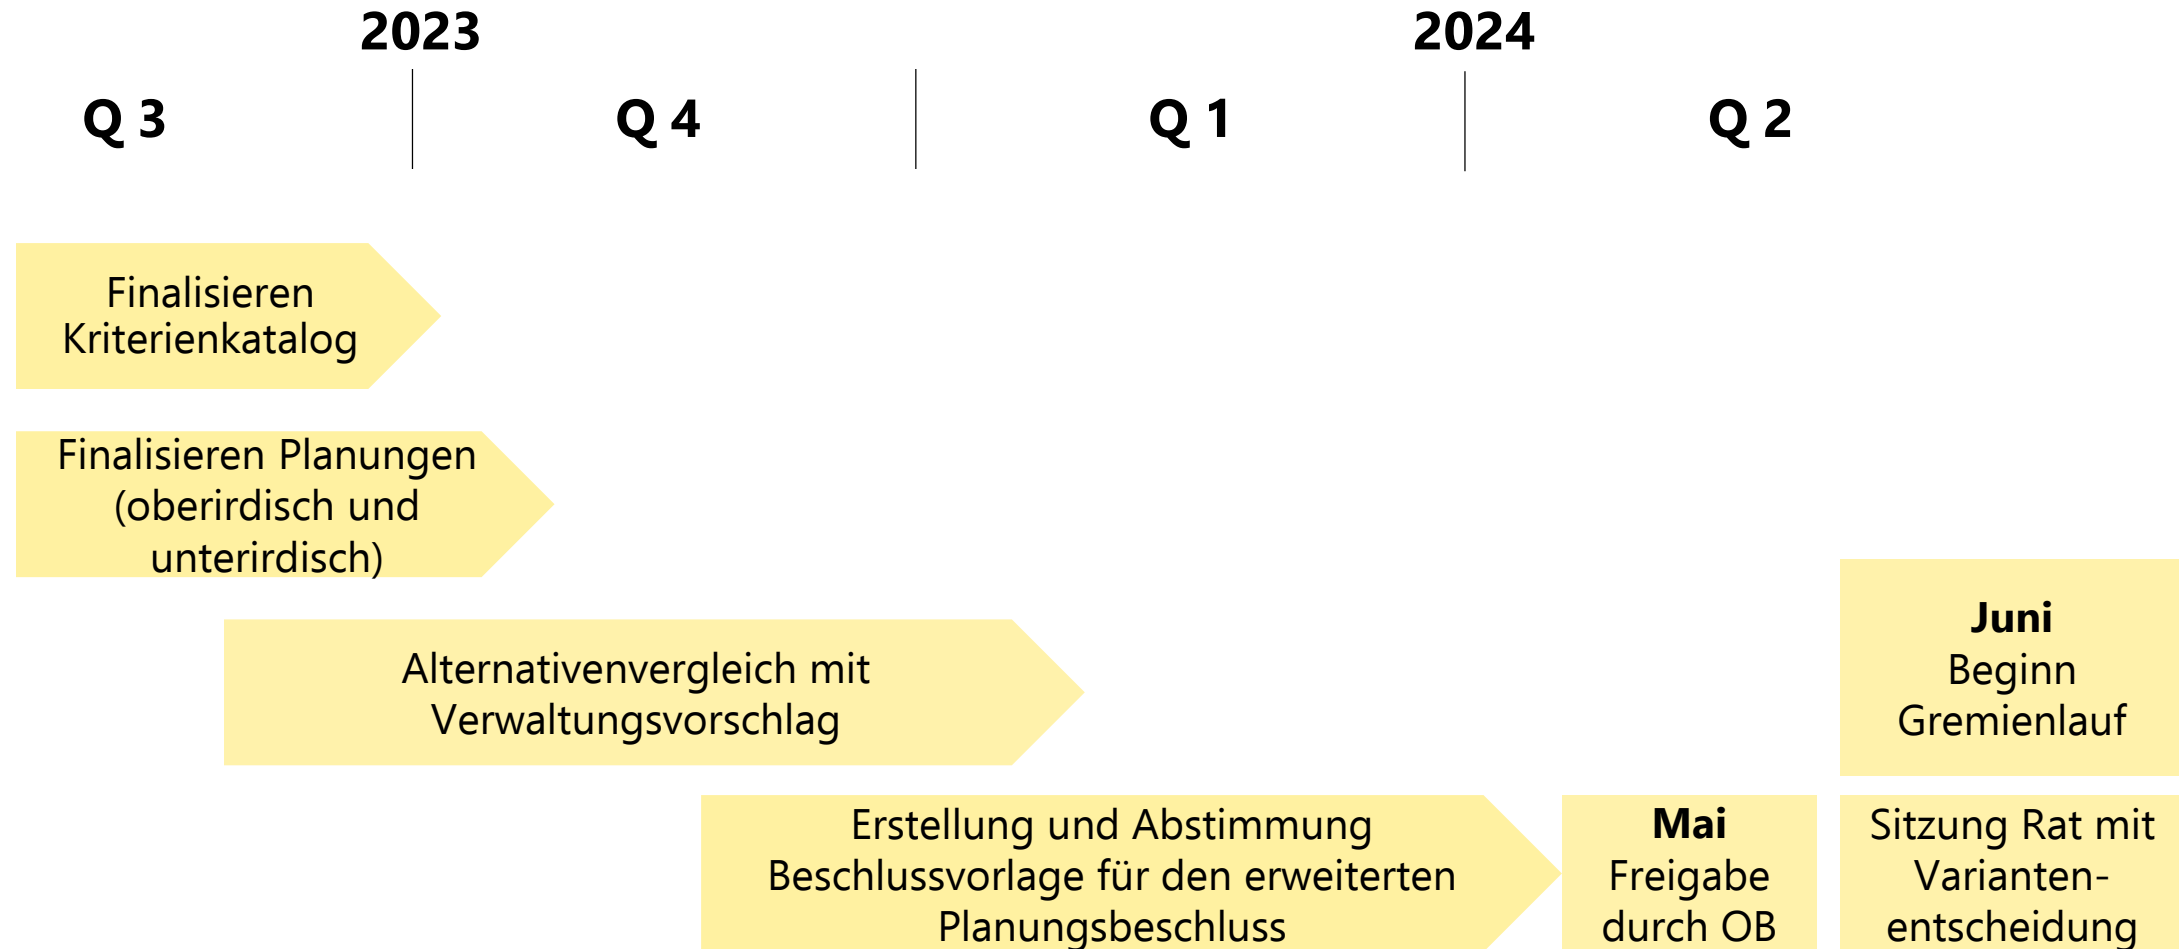 2023
2024
Q 3
Q 4
Q 1
Q 2
Finalisieren
Kriterienkatalog
Finalisieren Planungen
(oberirdisch und
unterirdisch)
Alternativenvergleich mit
Verwaltungsvorschlag
Juni
Beginn
Gremienlauf
Erstellung und Abstimmung
Beschlussvorlage für den erweiterten
Planungsbeschluss
Mai
Freigabe
durch OB
Sitzung Rat mit
Varianten-
entscheidung